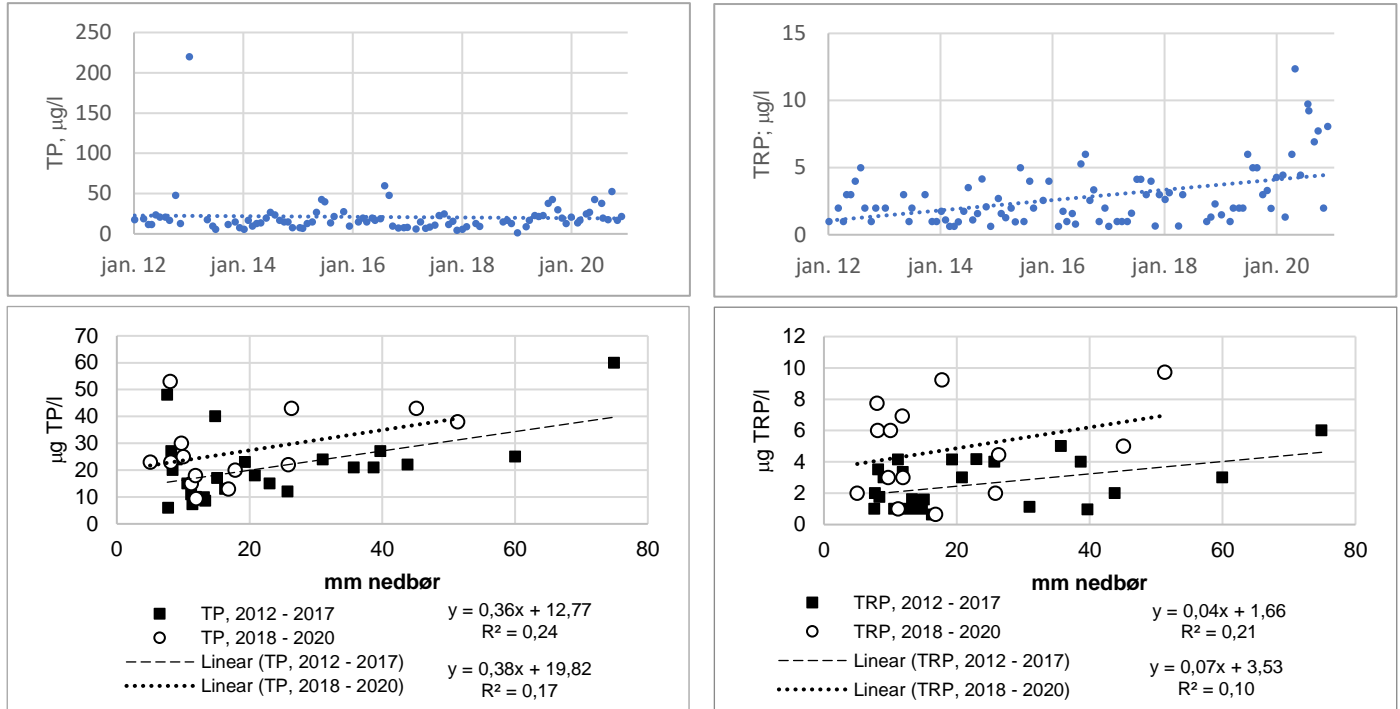 TP, µg/l
250
200
150
100
50
0
jan. 12 jan. 14 jan. 16 jan. 18 jan. 20
TRP; µg/l
15
10
5
0
jan. 12 jan. 14 jan. 16 jan. 18 jan. 20
µg TP/l
70
60
50
40
30
20
10
0
0 20 40 60 80
mm nedbør
TP, 2012 - 2017
TP, 2018 - 2020
Linear (TP, 2012 - 2017)
Linear (TP, 2018 - 2020)
y = 0,36x + 12,77
R² = 0,24
y = 0,38x + 19,82
R² = 0,17
µg TRP/l
12
10
8
6
4
2
0
0 20 40 60 80
mm nedbør
TRP, 2012 - 2017
TRP, 2018 - 2020
Linear (TRP, 2012 - 2017)
Linear (TRP, 2018 - 2020)
y = 0,04x + 1,66
R² = 0,21
y = 0,07x + 3,53
R² = 0,10